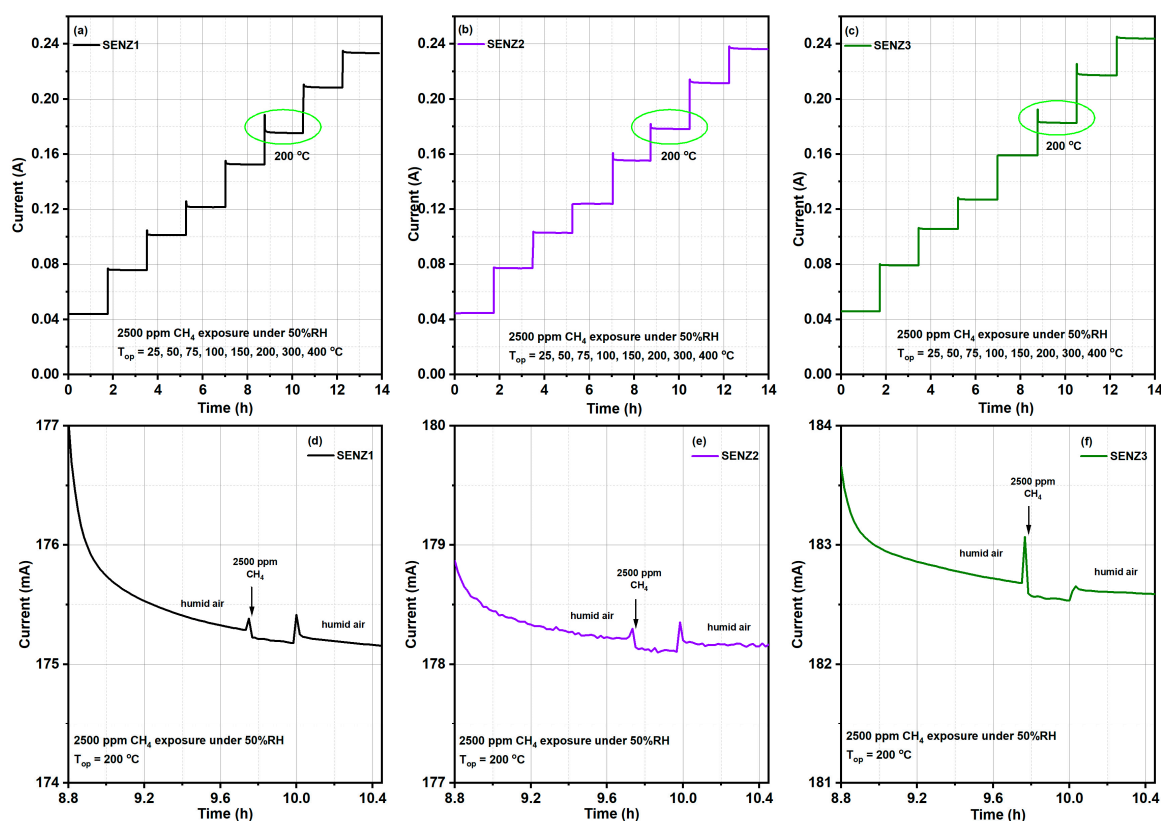 (a)
SENZ1
0.24
0.20
0.16
0.12
0.08
0.04
0.00
Current (A)
200 °C
2500 ppm CH₄ exposure under 50%RH
Tₒₚ = 25, 50, 75, 100, 150, 200, 300, 400 °C
0 2 4 6 8 10 12 14
Time (h)
(b)
SENZ2
0.24
0.20
0.16
0.12
0.08
0.04
0.00
Current (A)
200 °C
2500 ppm CH₄ exposure under 50%RH
Tₒₚ = 25, 50, 75, 100, 150, 200, 300, 400 °C
0 2 4 6 8 10 12 14
Time (h)
(c)
SENZ3
0.24
0.20
0.16
0.12
0.08
0.04
0.00
Current (A)
200 °C
2500 ppm CH₄ exposure under 50%RH
Tₒₚ = 25, 50, 75, 100, 150, 200, 300, 400 °C
0 2 4 6 8 10 12 14
Time (h)
(d)
SENZ1
177
176
175
174
Current (mA)
2500 ppm
CH₄
humid air
humid air
2500 ppm CH₄ exposure under 50%RH
Tₒₚ = 200 °C
8.8 9.2 9.6 10.0 10.4
Time (h)
(e)
SENZ2
180
179
178
177
Current (mA)
2500 ppm
CH₄
humid air
humid air
2500 ppm CH₄ exposure under 50%RH
Tₒₚ = 200 °C
8.8 9.2 9.6 10.0 10.4
Time (h)
(f)
SENZ3
184
183
182
181
Current (mA)
2500 ppm
CH₄
humid air
humid air
2500 ppm CH₄ exposure under 50%RH
Tₒₚ = 200 °C
8.8 9.2 9.6 10.0 10.4
Time (h)